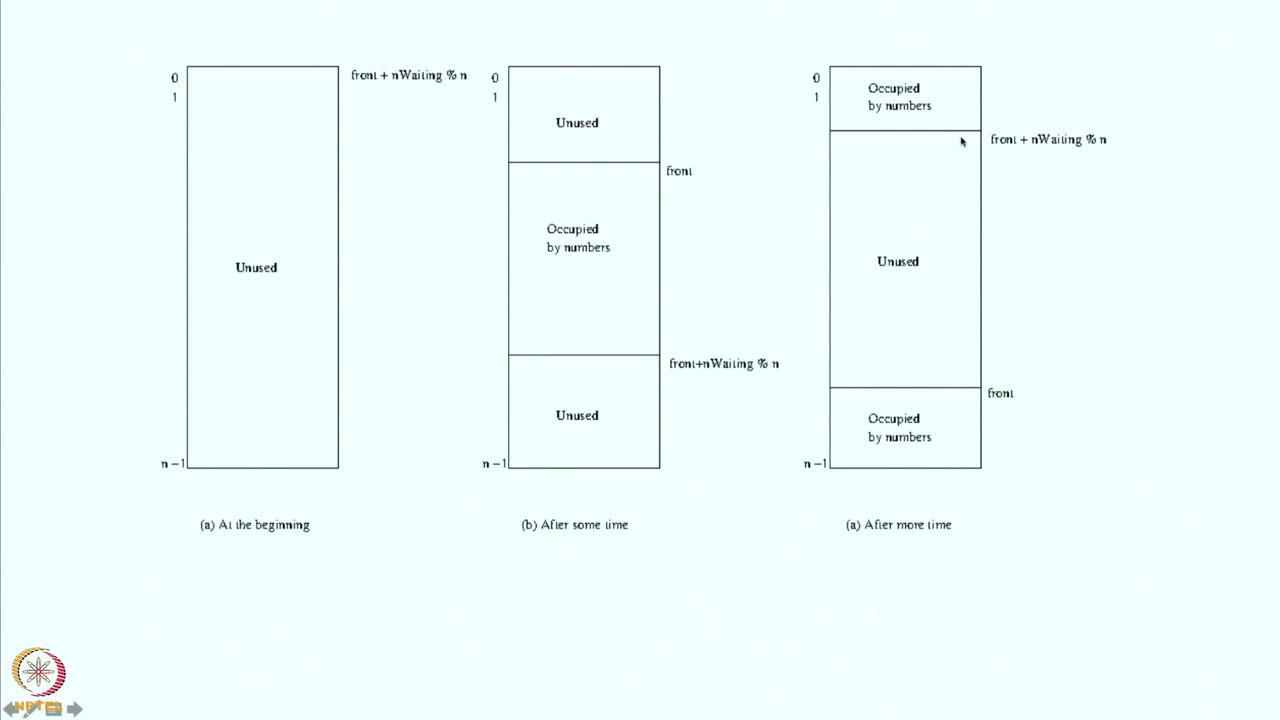 0
1
Unused
n-1
front + nWaiting % n
(a) At the beginning
0
1
Unused
front
Occupied
by numbers
front+nWaiting % n
Unused
n-1
(b) After some time
0
1
Occupied
by numbers
front + nWaiting % n
Unused
front
Occupied
by numbers
n-1
(a) After more time
NPTEL